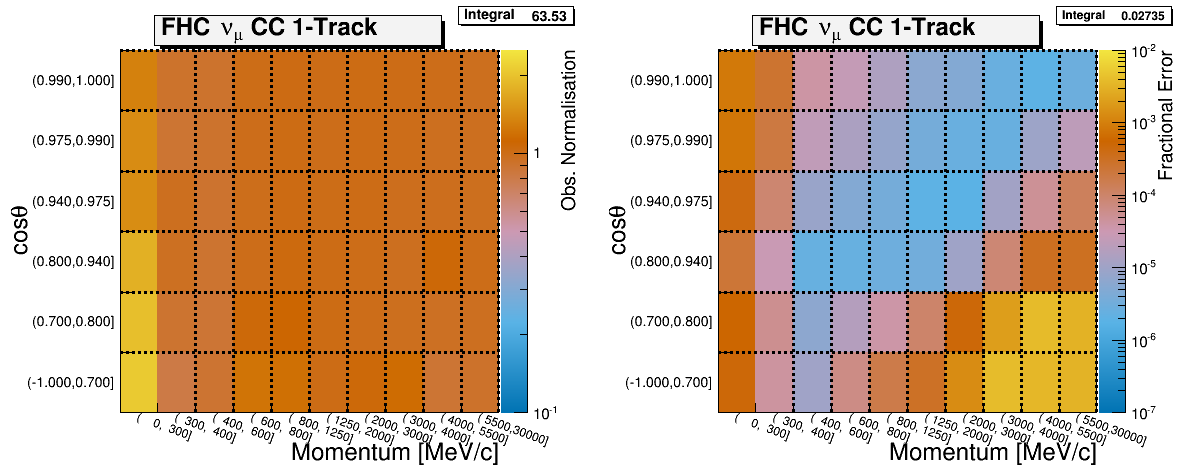 FHC νμ CC 1-Track
Integral 63.53
cosθ
(0.990,1.000]
(0.975,0.990]
(0.940,0.975]
(0.800,0.940]
(0.700,0.800]
(-1.000,0.700]
( 0, 300]
( 300, 400]
( 400, 600]
( 600, 800]
( 800, 1250]
( 1250, 2000]
( 2000, 3000]
( 3000, 4000]
( 4000, 5500]
( 5500,30000]
Momentum [MeV/c]
1
10-1
Obs. Normalisation
FHC νμ CC 1-Track
Integral 0.02735
cosθ
(0.990,1.000]
(0.975,0.990]
(0.940,0.975]
(0.800,0.940]
(0.700,0.800]
(-1.000,0.700]
( 0, 300]
( 300, 400]
( 400, 600]
( 600, 800]
( 800, 1250]
( 1250, 2000]
( 2000, 3000]
( 3000, 4000]
( 4000, 5500]
( 5500,30000]
Momentum [MeV/c]
10-2
10-3
10-4
10-5
10-6
10-7
Fractional Error